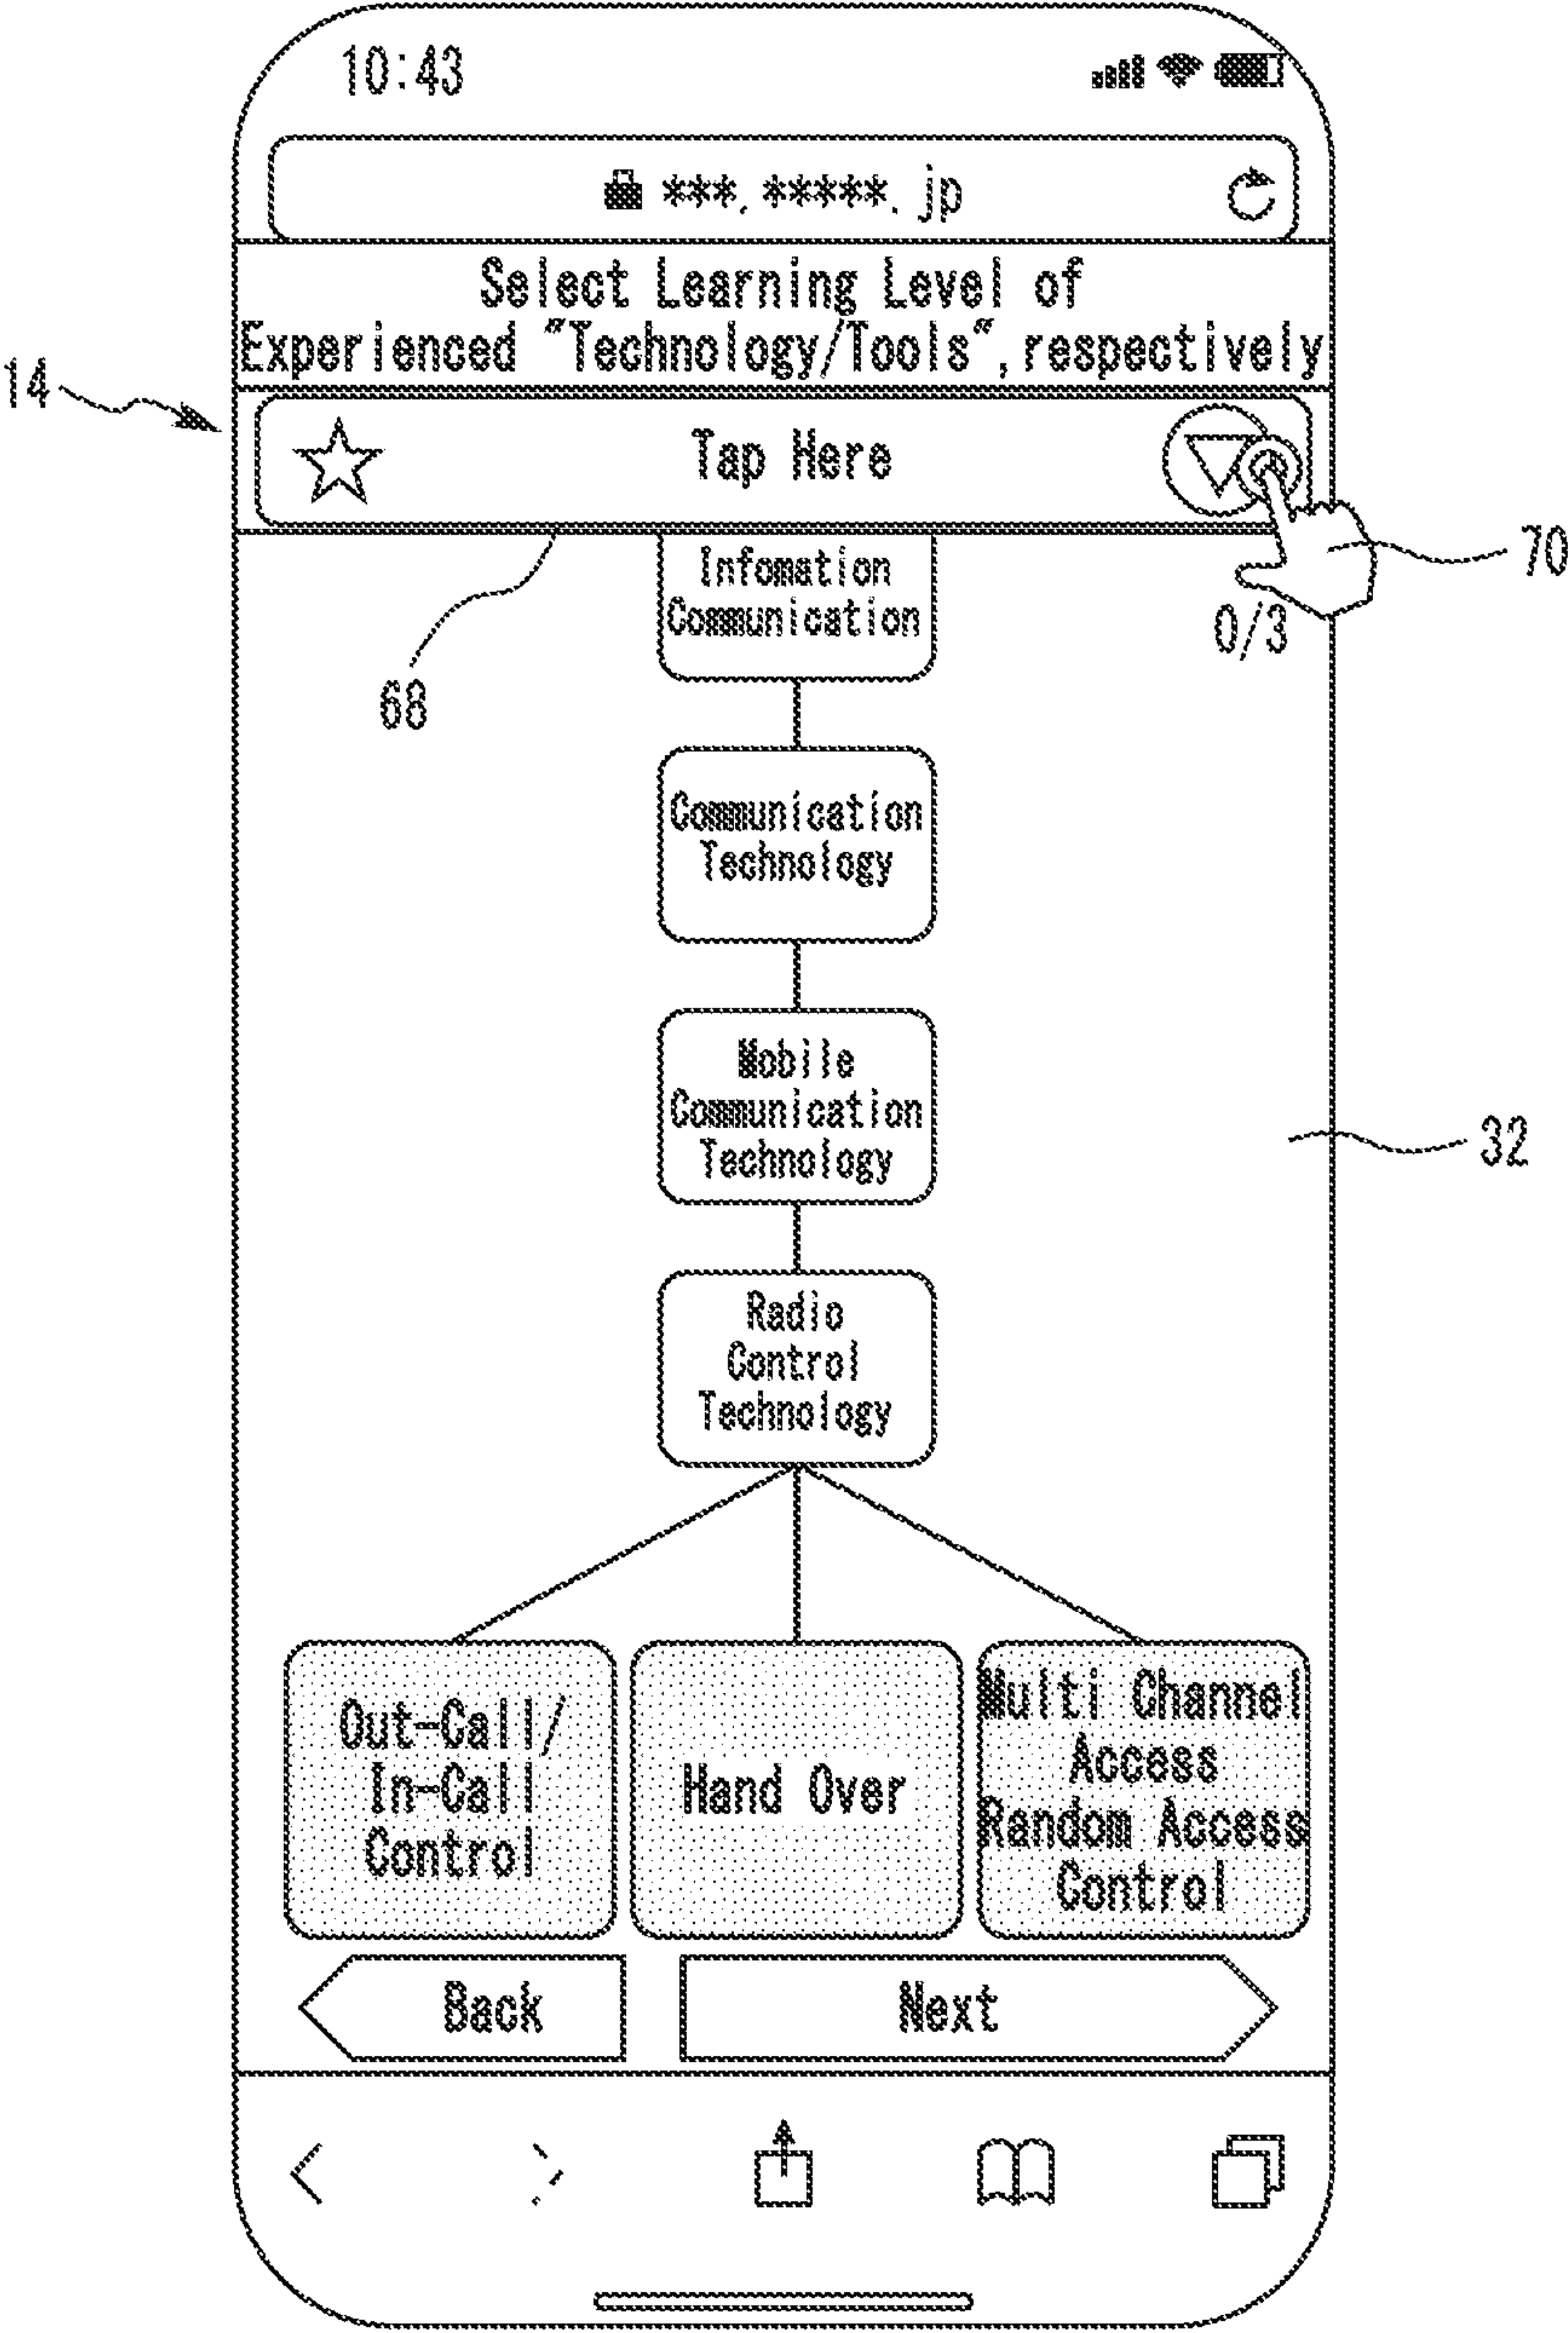 10:43
***.*****.jp
Select Learning Level of
Experienced "Technology/Tools", respectively
14
Tap Here
70
Infomation
Communication
0/3
68
Communication
Technology
Mobile
Communication
Technology
32
Radio
Control
Technology
Out-Call/
In-Call
Control
Hand Over
Multi Channel
Access
Random Access
Control
Back
Next